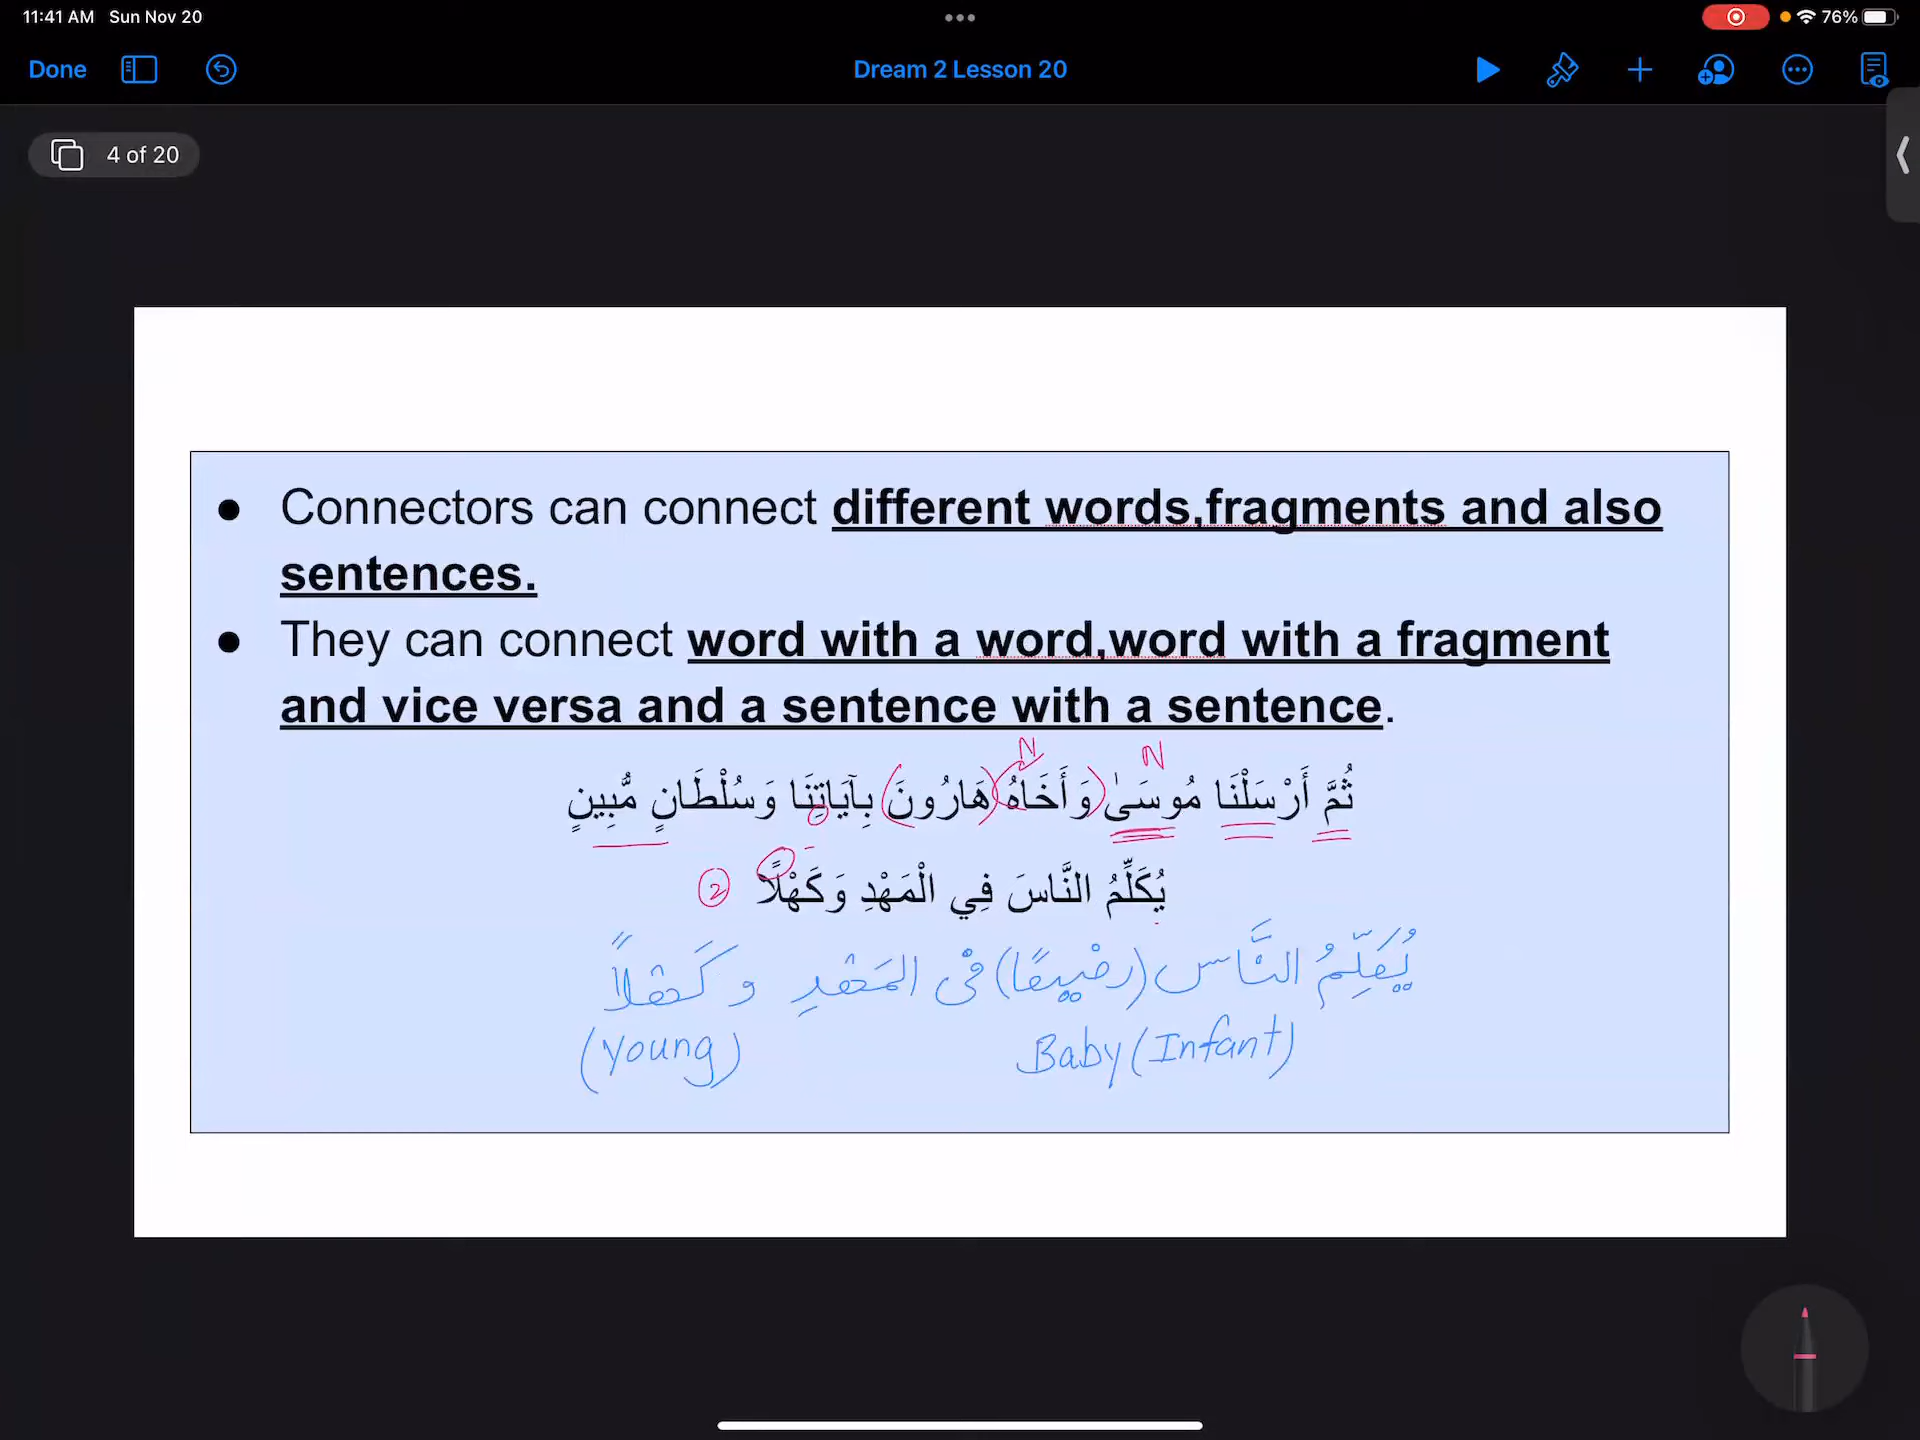 11:41 AM Sun Nov 20
76%
Done
Dream 2 Lesson 20
4 of 20
Connectors can connect different words,fragments and also
sentences.
They can connect word with a word,word with a fragment
and vice versa and a sentence with a sentence.
N N
ثُمَّ أَرْسَلْنَا مُوسَىٰ وَأَخَاهُ هَارُونَ بِآيَاتِنَا وَسُلْطَانٍ مُّبِينٍ
يُكَلِّمُ النَّاسَ فِي الْمَهْدِ وَكَهْلًا 2
يُكَلِّمُ النَّاس (رضْيعًا) فْى المَهْدِ و كَهْلاً
Baby (Infant) (Young)